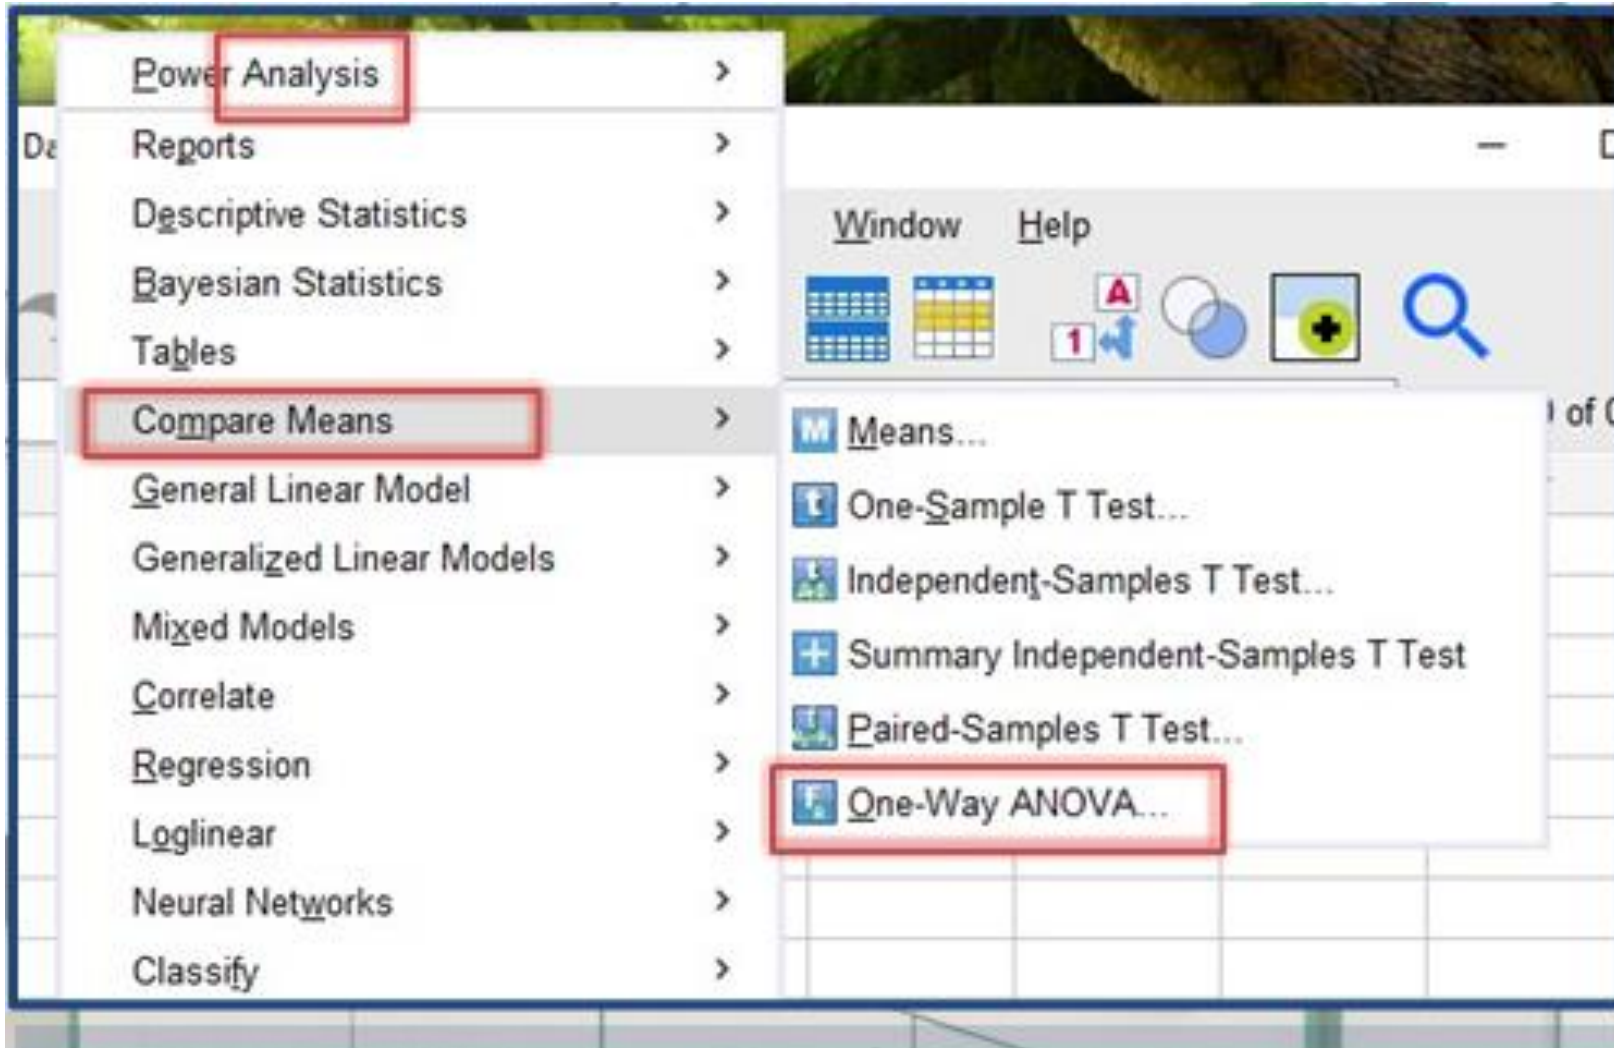 Power Analysis
Reports
Descriptive Statistics
Bayesian Statistics
Tables
Compare Means
General Linear Model
Generalized Linear Models
Mixed Models
Correlate
Regression
Loglinear
Neural Networks
Classify
Window Help
A
1
of
M Means...
t One-Sample T Test...
Independent-Samples T Test...
Summary Independent-Samples T Test
Paired-Samples T Test...
One-Way ANOVA...